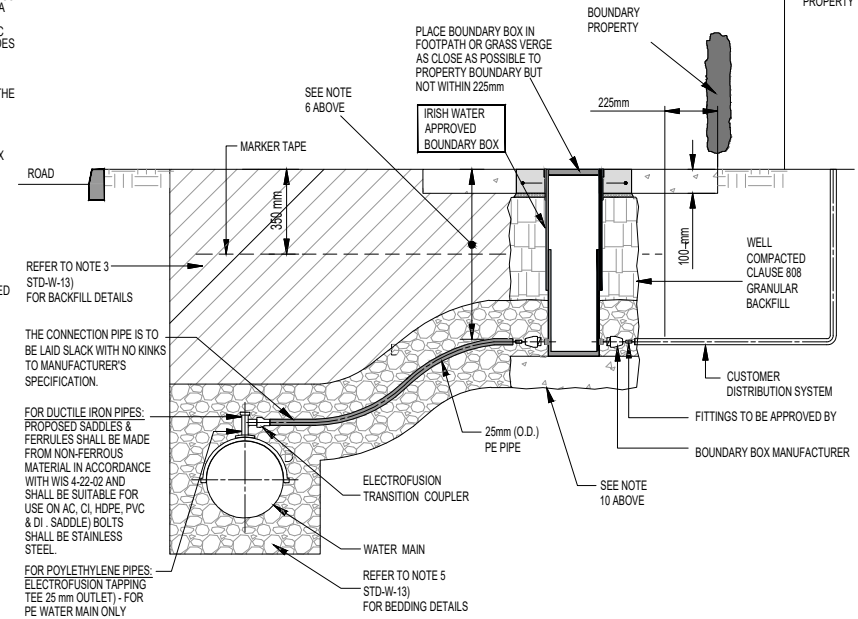 A
C
DES
THE
X
ED
PROPERTY
BOUNDARY
PROPERTY
PLACE BOUNDARY BOX IN
FOOTPATH OR GRASS VERGE
AS CLOSE AS POSSIBLE TO
PROPERTY BOUNDARY BUT
NOT WITHIN 225mm
225mm
SEE NOTE
6 ABOVE
IRISH WATER
APPROVED
BOUNDARY BOX
MARKER TAPE
ROAD
350 mm
100 mm
WELL
COMPACTED
CLAUSE 808
GRANULAR
BACKFILL
REFER TO NOTE 3
STD-W-13)
FOR BACKFILL DETAILS
THE CONNECTION PIPE IS TO
BE LAID SLACK WITH NO KINKS
TO MANUFACTURER'S
SPECIFICATION.
CUSTOMER
DISTRIBUTION SYSTEM
FITTINGS TO BE APPROVED BY
BOUNDARY BOX MANUFACTURER
25mm (O.D.)
PE PIPE
FOR DUCTILE IRON PIPES:
PROPOSED SADDLES &
FERRULES SHALL BE MADE
FROM NON-FERROUS
MATERIAL IN ACCORDANCE
WITH WIS 4-22-02 AND
SHALL BE SUITABLE FOR
USE ON AC, CI, HDPE, PVC
& DI . SADDLE) BOLTS
SHALL BE STAINLESS
STEEL.
ELECTROFUSION
TRANSITION COUPLER
SEE NOTE
10 ABOVE
WATER MAIN
FOR POYLETHYLENE PIPES:
ELECTROFUSION TAPPING
TEE 25 mm OUTLET) - FOR
PE WATER MAIN ONLY
REFER TO NOTE 5
STD-W-13)
FOR BEDDING DETAILS